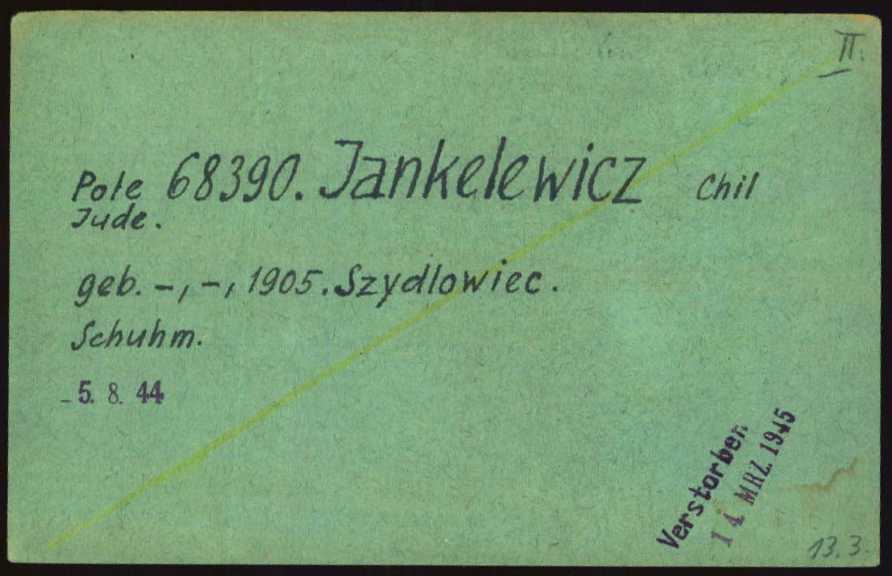 II.
Pole 68390. Jankelewicz Chil
Jude.
geb. -, -, 1905. Szydlowiec.
Schuhm.
- 5. 8. 44
Verstorben
14. MRZ. 1945
13.3.